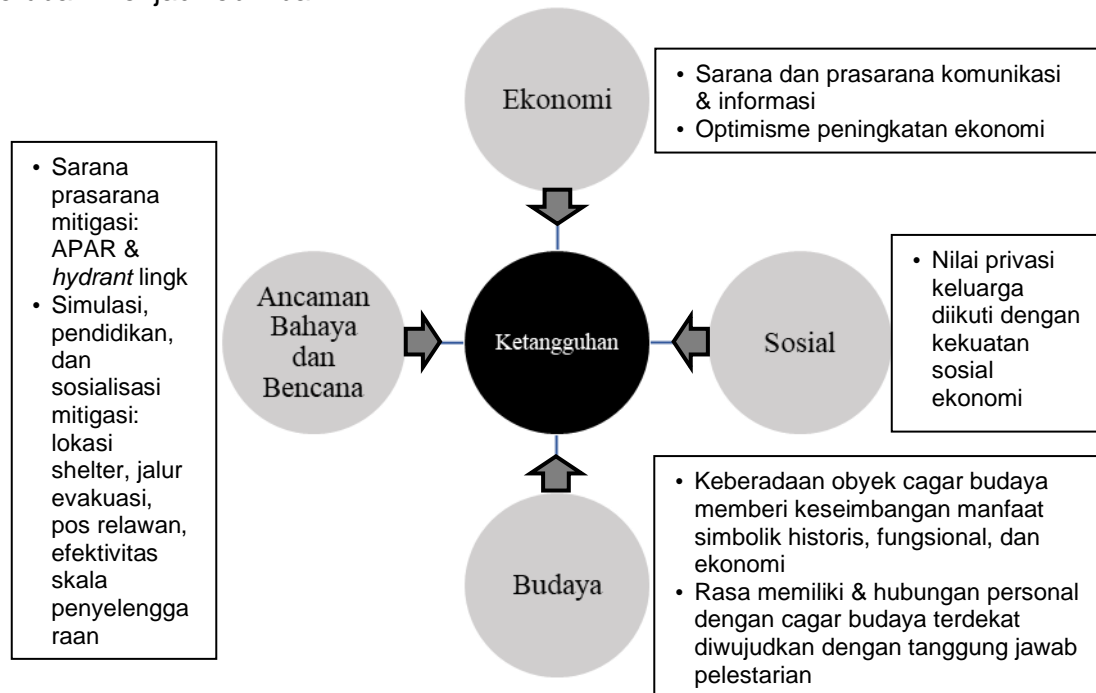 Ekonomi
• Sarana dan prasarana komunikasi
& informasi
• Optimisme peningkatan ekonomi
• Sarana
prasarana
mitigasi:
APAR &
hydrant lingk
• Simulasi,
pendidikan,
dan
sosialisasi
mitigasi:
lokasi
shelter, jalur
evakuasi,
pos relawan,
efektivitas
skala
penyelengga
raan
Ancaman
Bahaya
dan
Bencana
Ketangguhan
Sosial
• Nilai privasi
keluarga
diikuti dengan
kekuatan
sosial
ekonomi
Budaya
• Keberadaan obyek cagar budaya
memberi keseimbangan manfaat
simbolik historis, fungsional, dan
ekonomi
• Rasa memiliki & hubungan personal
dengan cagar budaya terdekat
diwujudkan dengan tanggung jawab
pelestarian